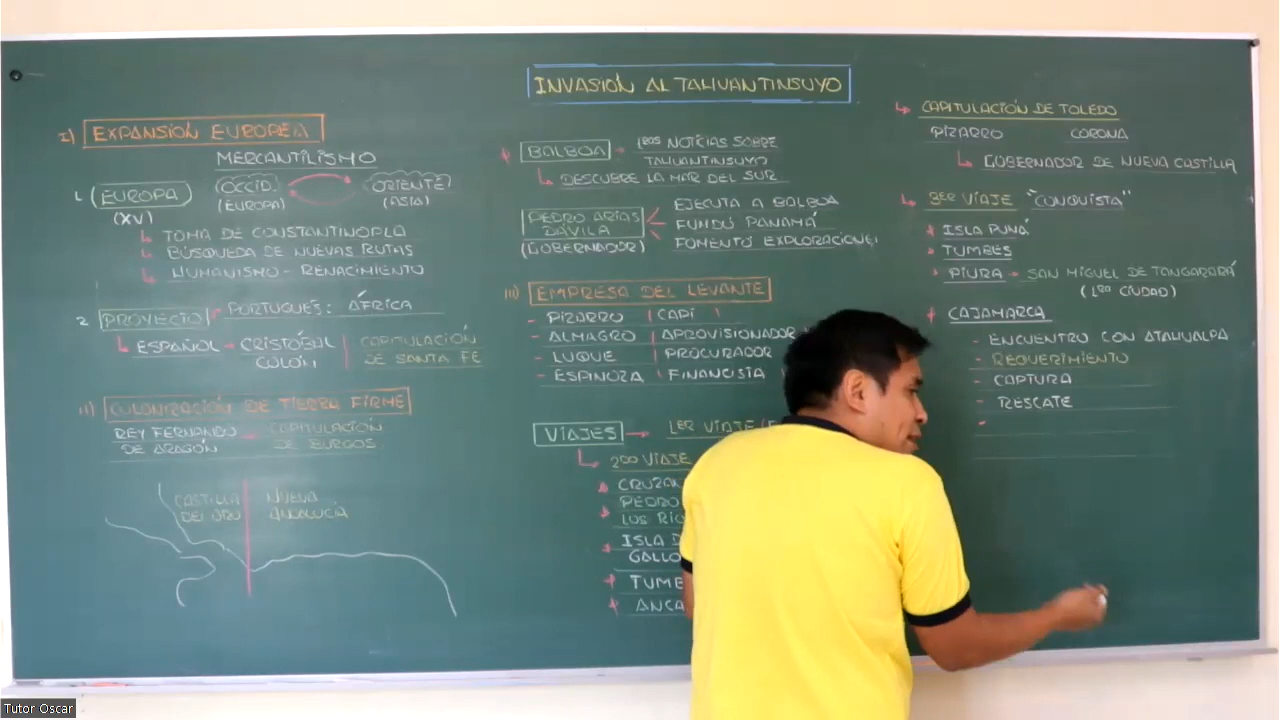 INVASIÓN AL TAHUANTINSUYO
I) EXPANSIÓN EUROPEA
MERCANTILISMO
1. EUROPA
(XV)
OCCID.
(EUROPA)
ORIENTE
(ASIA)
TOMA DE CONSTANTINOPLA
BÚSQUEDA DE NUEVAS RUTAS
HUMANISMO - RENACIMIENTO
2. PROYECTO
PORTUGUÉS: ÁFRICA
ESPAÑOL → CRISTÓBAL
COLÓN
CAPITULACIÓN
DE SANTA FE
II) COLONIZACIÓN DE TIERRA FIRME
REY FERNANDO
DE ARAGÓN
CAPITULACIÓN
DE BURGOS
CASTILLA
DEL ORO
NUEVA
ANDALUCÍA
BALBOA
1RAS NOTICIAS SOBRE
TAHUANTINSUYO
DESCUBRE LA MAR DEL SUR
PEDRO ARIAS
DÁVILA
(GOBERNADOR)
EJECUTA A BALBOA
FUNDÓ PANAMÁ
FOMENTÓ EXPLORACIONES
III) EMPRESA DEL LEVANTE
- PIZARRO | CAPI
- ALMAGRO | APROVISIONADOR
- LUQUE | PROCURADOR
- ESPINOZA | FINANCISTA
VIAJES → 1ER VIAJE
2DO VIAJE
CRUZA
PEDRO
LOS RÍO
ISLA D
GALLO
TUMBE
ANCA
CAPITULACIÓN DE TOLEDO
PIZARRO CORONA
GOBERNADOR DE NUEVA CASTILLA
3ER VIAJE "CONQUISTA"
ISLA PUNÁ
TUMBES
PIURA → SAN MIGUEL DE TANGARARÁ
(1RA CIUDAD)
CAJAMARCA
- ENCUENTRO CON ATAHUALPA
- REQUERIMIENTO
- CAPTURA
- RESCATE
-
Tutor Oscar